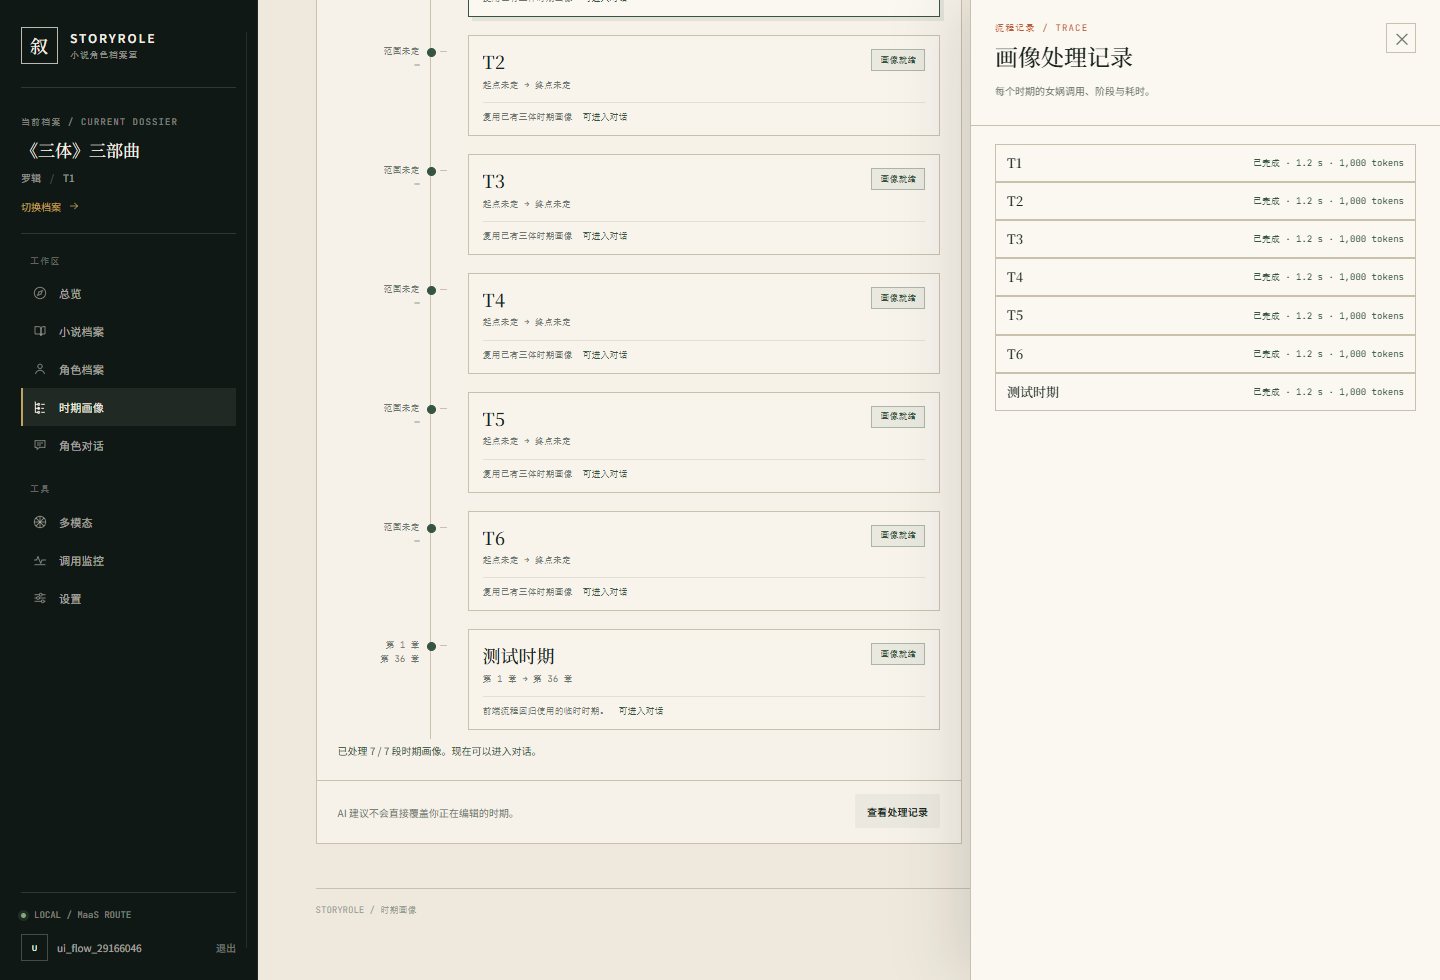 叙
STORYROLE
小说角色档案室
当前档案 / CURRENT DOSSIER
《三体》三部曲
罗辑 / T1
切换档案 →
工作区
总览
小说档案
角色档案
时期画像
角色对话
工具
多模态
调用监控
设置
LOCAL / MaaS ROUTE
U ui_flow_29166046 退出
范围未定
—
T2
画像就绪
起点未定 → 终点未定
复用已有三体时期画像 可进入对话
范围未定
—
T3
画像就绪
起点未定 → 终点未定
复用已有三体时期画像 可进入对话
范围未定
—
T4
画像就绪
起点未定 → 终点未定
复用已有三体时期画像 可进入对话
范围未定
—
T5
画像就绪
起点未定 → 终点未定
复用已有三体时期画像 可进入对话
范围未定
—
T6
画像就绪
起点未定 → 终点未定
复用已有三体时期画像 可进入对话
第 1 章
第 36 章
测试时期
画像就绪
第 1 章 → 第 36 章
前端流程回归使用的临时时期。 可进入对话
已处理 7 / 7 段时期画像。现在可以进入对话。
AI 建议不会直接覆盖你正在编辑的时期。
查看处理记录
STORYROLE / 时期画像
流程记录 / TRACE
画像处理记录
每个时期的女娲调用、阶段与耗时。
T1 已完成 · 1.2 s · 1,000 tokens
T2 已完成 · 1.2 s · 1,000 tokens
T3 已完成 · 1.2 s · 1,000 tokens
T4 已完成 · 1.2 s · 1,000 tokens
T5 已完成 · 1.2 s · 1,000 tokens
T6 已完成 · 1.2 s · 1,000 tokens
测试时期 已完成 · 1.2 s · 1,000 tokens